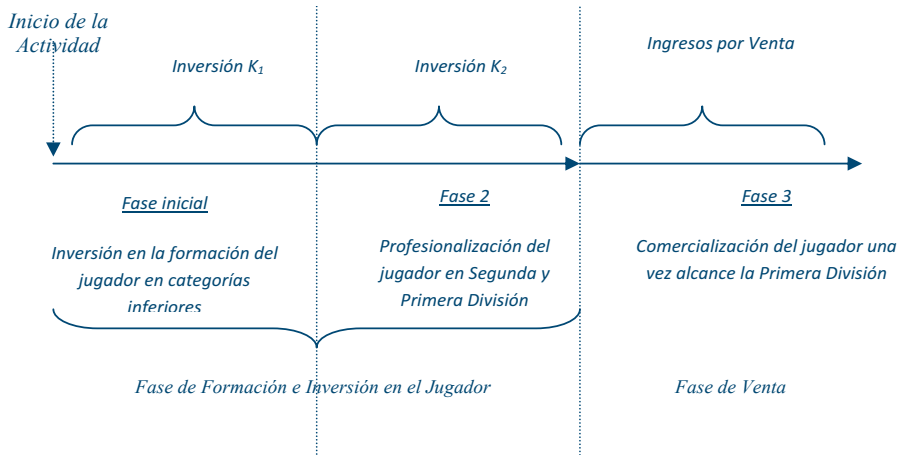 Inicio de la
Actividad
Inversión K₁
Inversión K₂
Ingresos por Venta
Fase inicial
Inversión en la formación del
jugador en categorías
inferiores
Fase 2
Profesionalización del
jugador en Segunda y
Primera División
Fase 3
Comercialización del jugador una
vez alcance la Primera División
Fase de Formación e Inversión en el Jugador
Fase de Venta